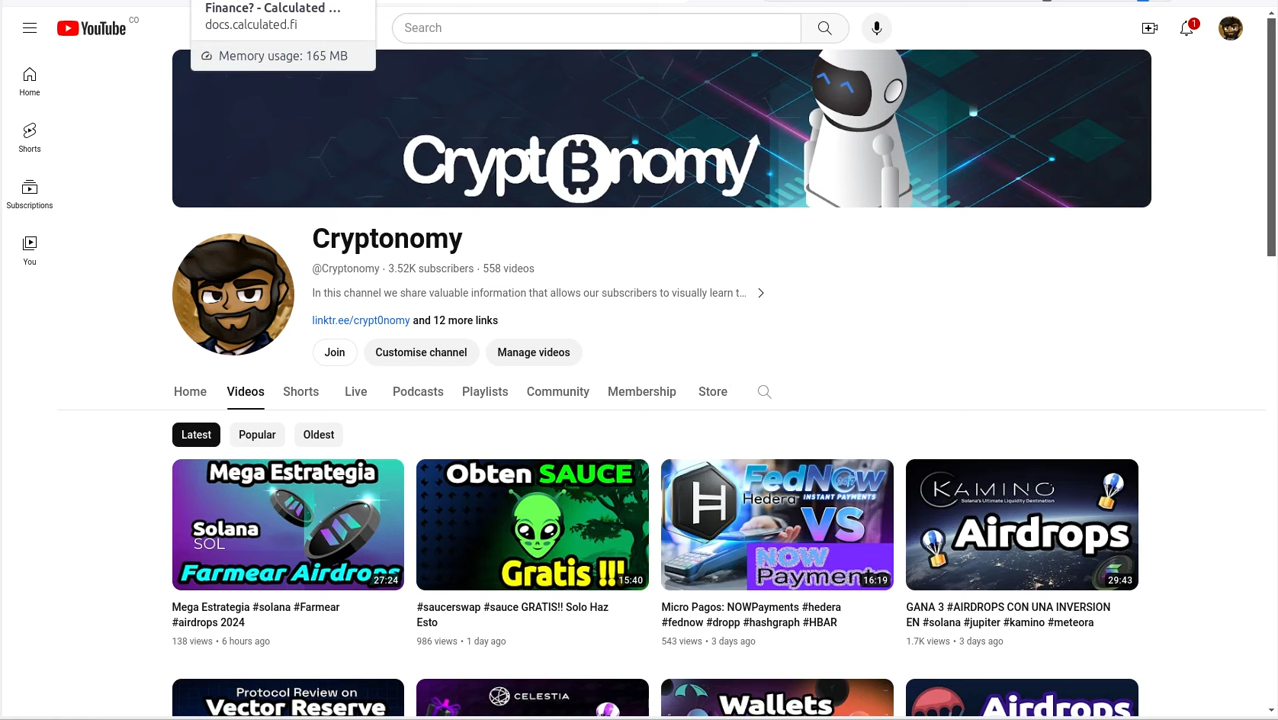 Finance? - Calculated ...
docs.calculated.fi
Memory usage: 165 MB
YouTube CO
Search
1
Home
Shorts
Subscriptions
You
Crypt₿nomy
Cryptonomy
@Cryptonomy · 3.52K subscribers · 558 videos
In this channel we share valuable information that allows our subscribers to visually learn t...
linktr.ee/crypt0nomy and 12 more links
Join
Customise channel
Manage videos
Home
Videos
Shorts
Live
Podcasts
Playlists
Community
Membership
Store
Latest
Popular
Oldest
Mega Estrategia
Solana
SOL
Farmear Airdrops
27:24
Mega Estrategia #solana #Farmear
#airdrops 2024
138 views • 6 hours ago
Obten SAUCE
Gratis !!!
15:40
#saucerswap #sauce GRATIS!! Solo Haz
Esto
986 views • 1 day ago
FedNow
INSTANT PAYMENTS
Hedera
VS
NOW
Payments
16:19
Micro Pagos: NOWPayments #hedera
#fednow #dropp #hashgraph #HBAR
543 views • 3 days ago
KAMINO
Solana's Ultimate Liquidity Destination
Airdrops
29:43
GANA 3 #AIRDROPS CON UNA INVERSION
EN #solana #jupiter #kamino #meteora
1.7K views • 3 days ago
Protocol Review on
Vector Reserve
CELESTIA
Wallets
Airdrops